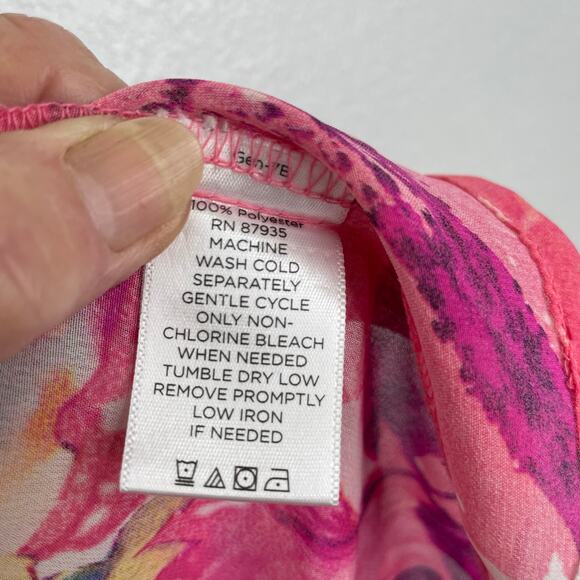 100% Polyester
RN 87935
MACHINE
WASH COLD
SEPARATELY
GENTLE CYCLE
ONLY NON-
CHLORINE BLEACH
WHEN NEEDED
TUMBLE DRY LOW
REMOVE PROMPTLY
LOW IRON
IF NEEDED